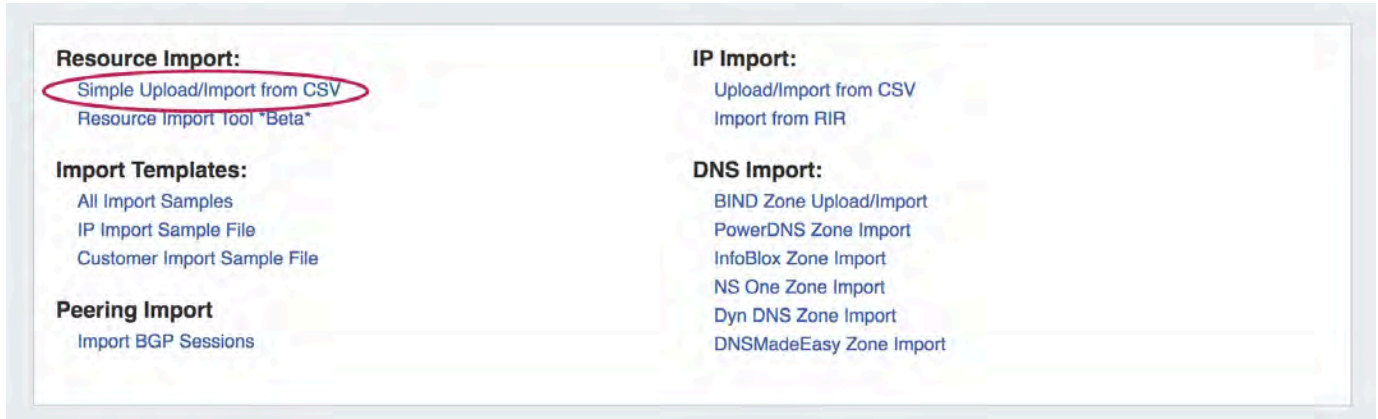 Resource Import:
Simple Upload/Import from CSV
Resource Import Tool *Beta*
Import Templates:
All Import Samples
IP Import Sample File
Customer Import Sample File
Peering Import
Import BGP Sessions
IP Import:
Upload/Import from CSV
Import from RIR
DNS Import:
BIND Zone Upload/Import
PowerDNS Zone Import
InfoBlox Zone Import
NS One Zone Import
Dyn DNS Zone Import
DNSMadeEasy Zone Import